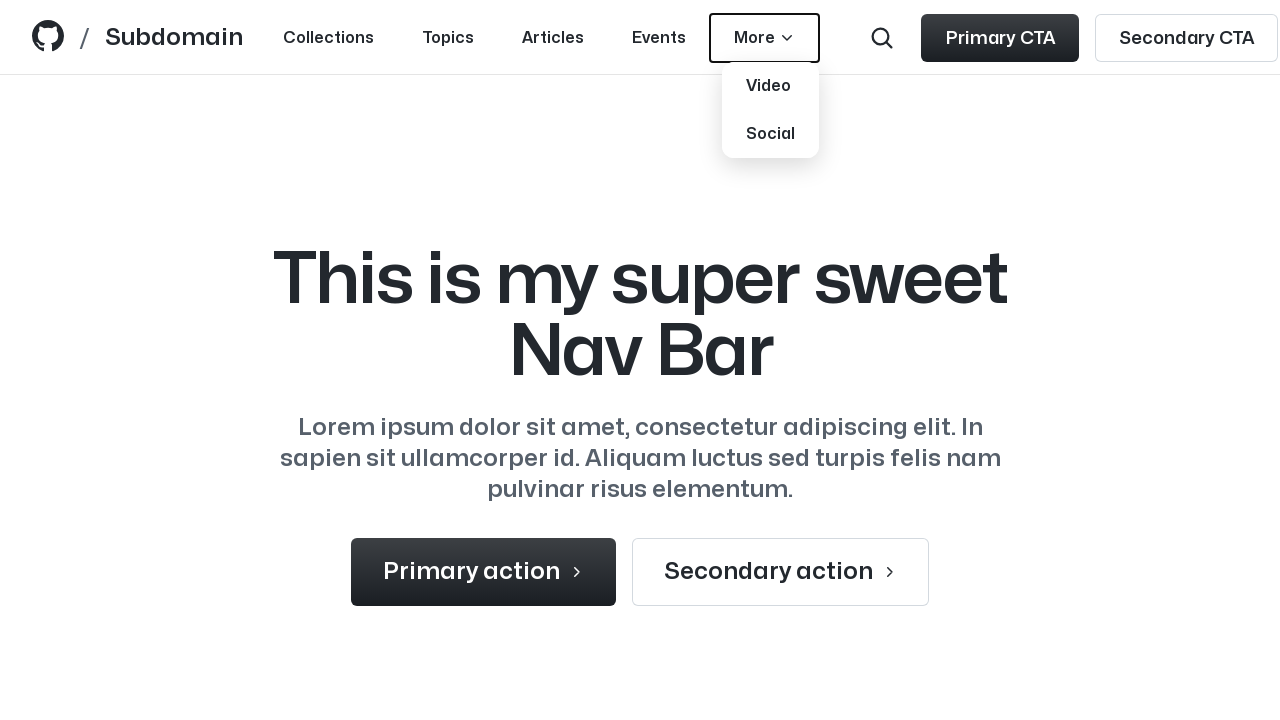 / Subdomain Collections Topics Articles Events More Primary CTA Secondary CTA
Video
Social
This is my super sweet
Nav Bar
Lorem ipsum dolor sit amet, consectetur adipiscing elit. In
sapien sit ullamcorper id. Aliquam luctus sed turpis felis nam
pulvinar risus elementum.
Primary action Secondary action